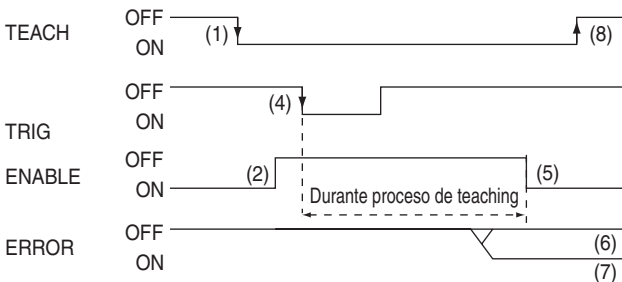 OFF
TEACH (1) (8)
ON
OFF
(4)
TRIG
ON
OFF
ENABLE (2) (5)
ON
Durante proceso de teaching
OFF
ERROR (6)
ON
(7)